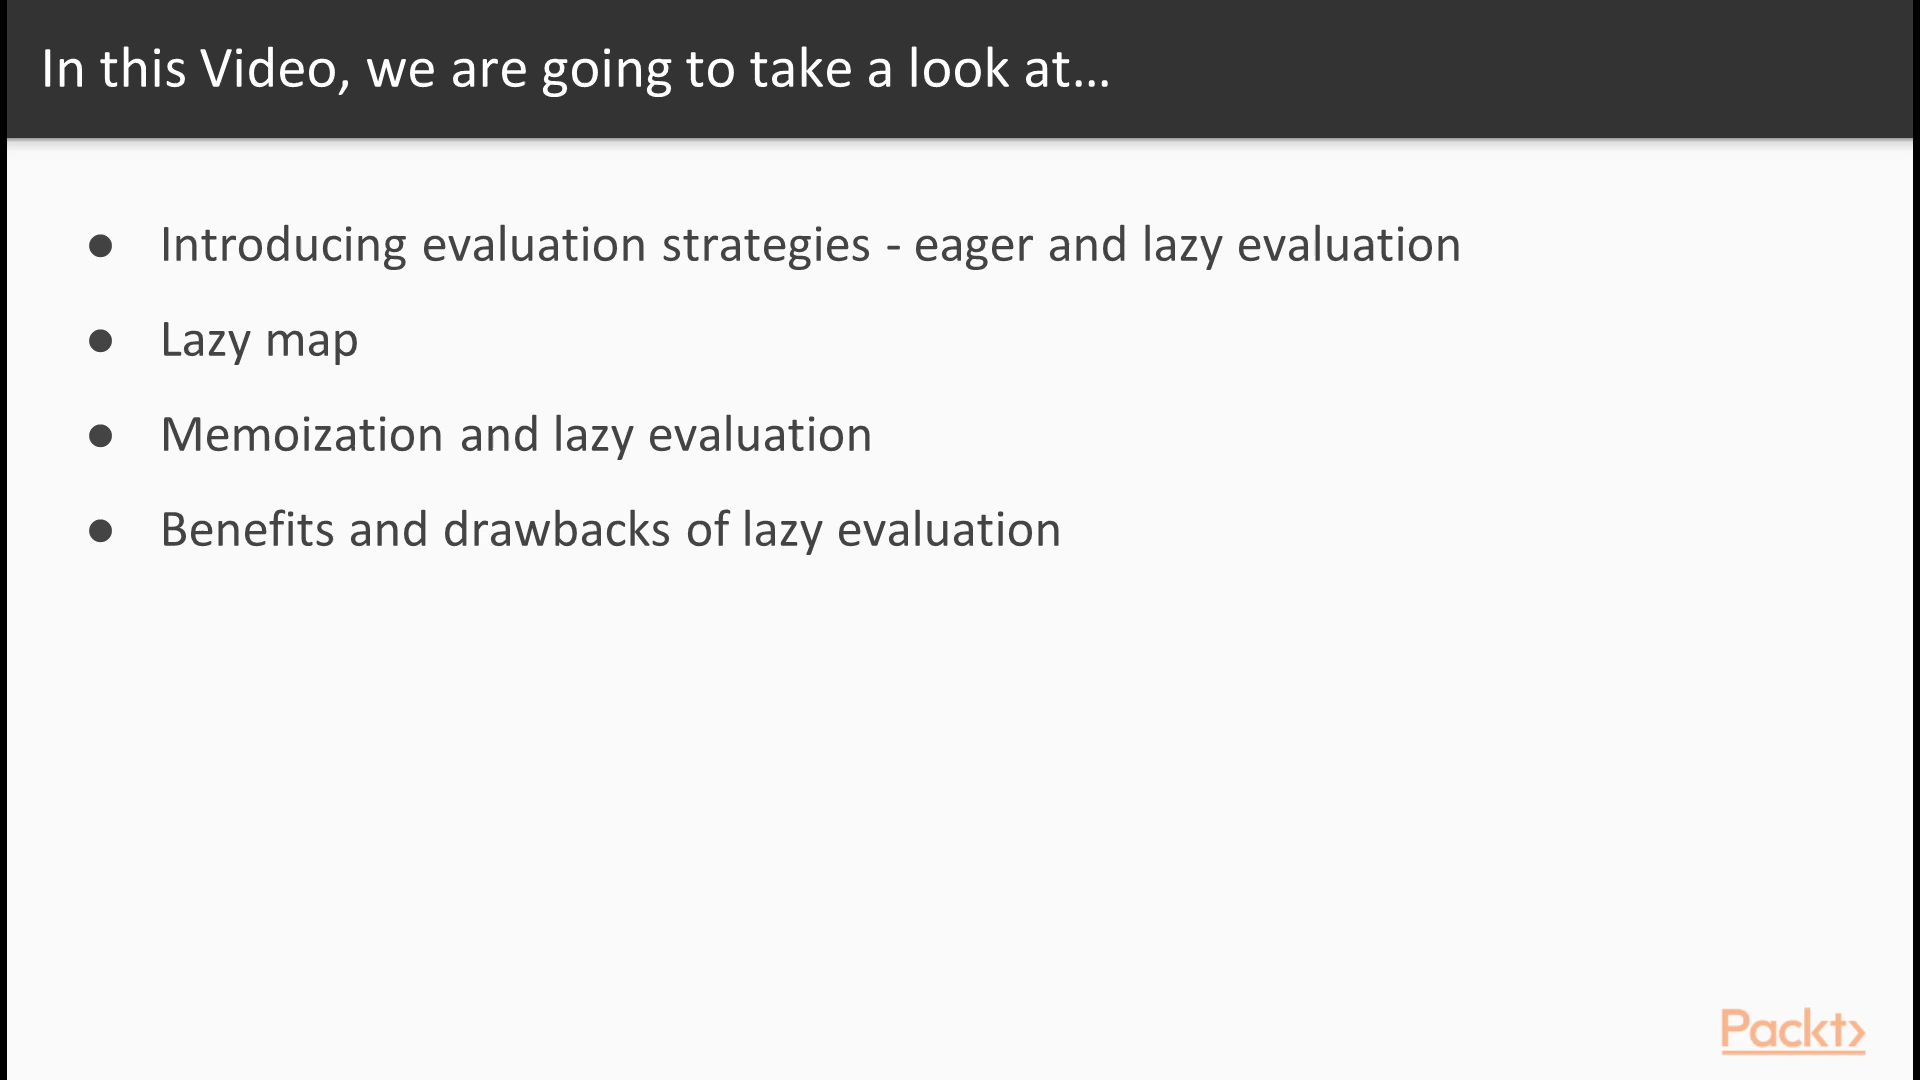 In this Video, we are going to take a look at...
● Introducing evaluation strategies - eager and lazy evaluation
● Lazy map
● Memoization and lazy evaluation
● Benefits and drawbacks of lazy evaluation
Packt>